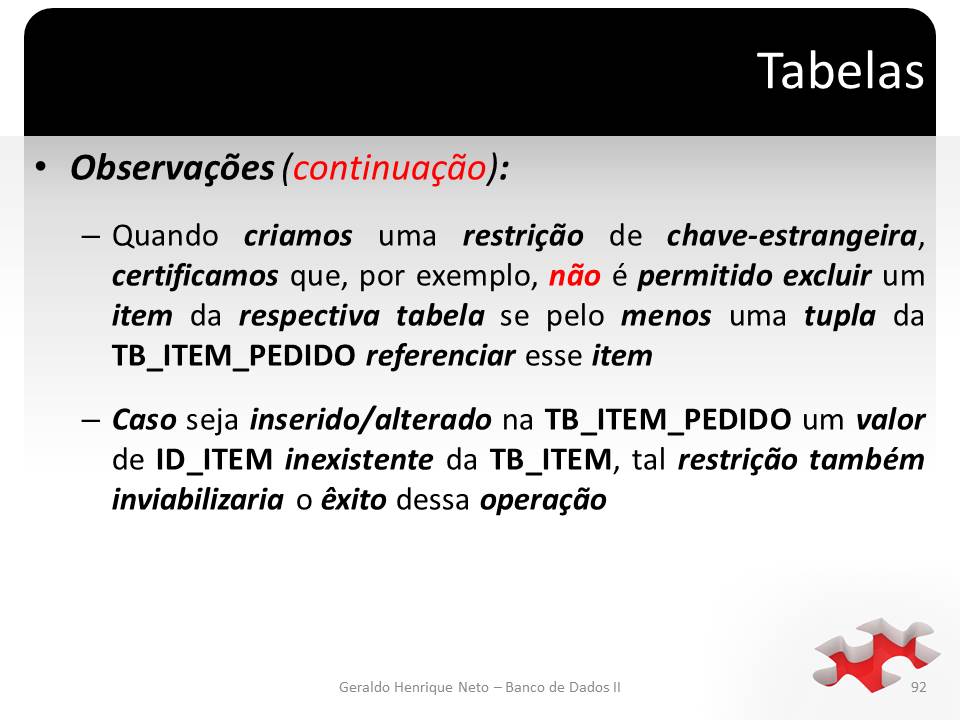 Tabelas
• Observações (continuação):
– Quando criamos uma restrição de chave-estrangeira,
certificamos que, por exemplo, não é permitido excluir um
item da respectiva tabela se pelo menos uma tupla da
TB_ITEM_PEDIDO referenciar esse item
– Caso seja inserido/alterado na TB_ITEM_PEDIDO um valor
de ID_ITEM inexistente da TB_ITEM, tal restrição também
inviabilizaria o êxito dessa operação
Geraldo Henrique Neto – Banco de Dados II
92